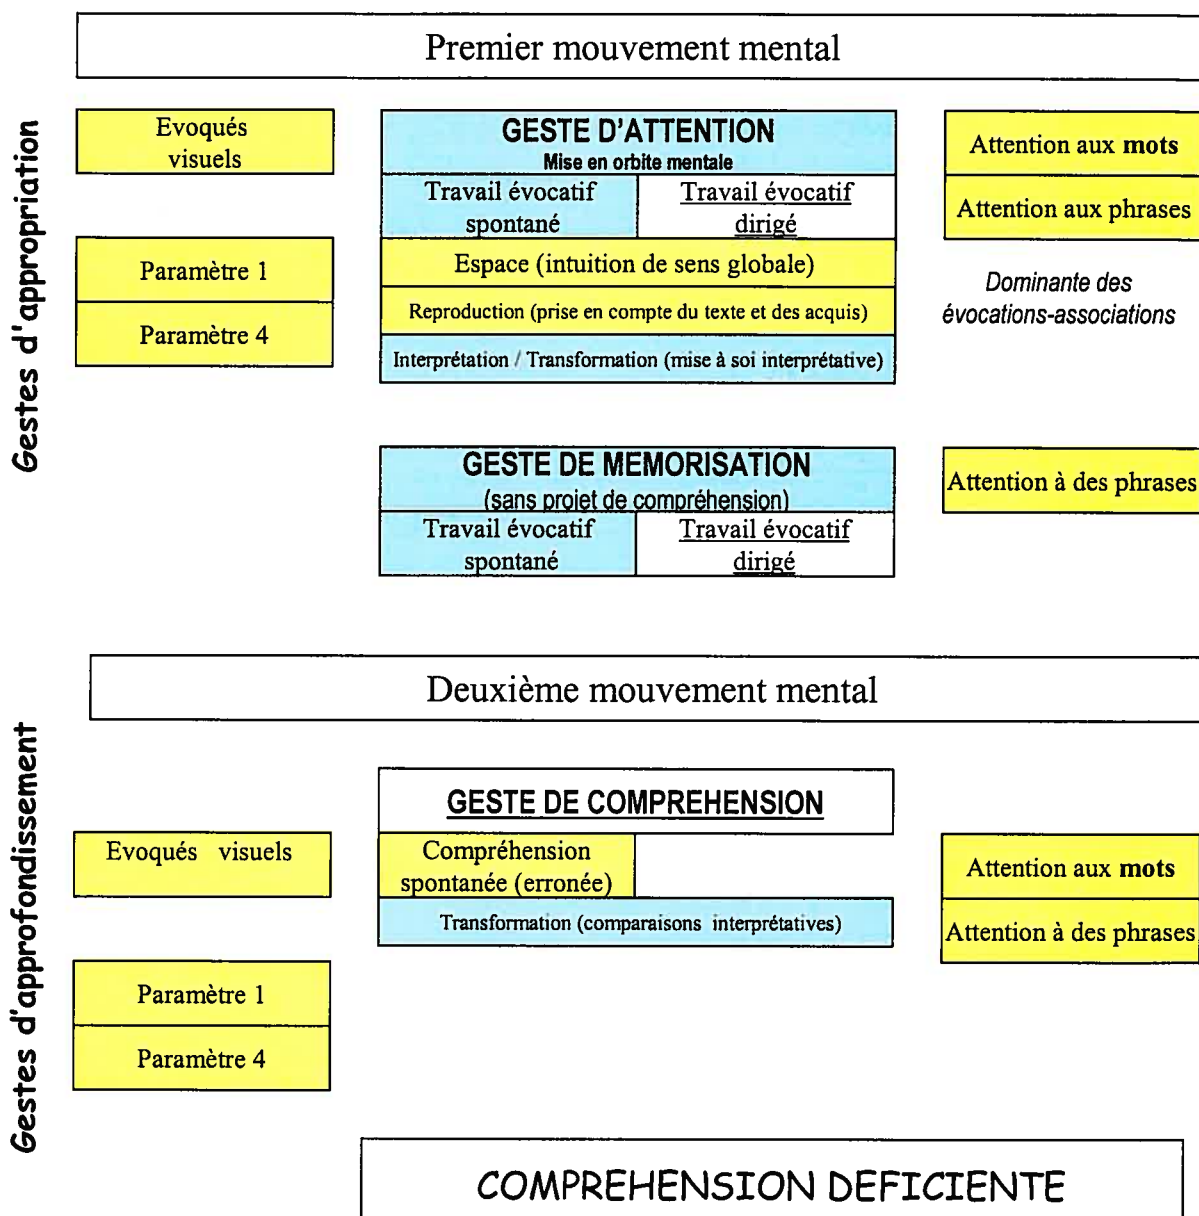 Premier mouvement mental
Gestes d'appropriation
Evoqués
visuels
Paramètre 1
Paramètre 4
GESTE D'ATTENTION
Mise en orbite mentale
Travail évocatif
spontané
Travail évocatif
dirigé
Espace (intuition de sens globale)
Reproduction (prise en compte du texte et des acquis)
Interprétation / Transformation (mise à soi interprétative)
Attention aux mots
Attention aux phrases
Dominante des
évocations-associations
GESTE DE MEMORISATION
(sans projet de compréhension)
Travail évocatif
spontané
Travail évocatif
dirigé
Attention à des phrases
Deuxième mouvement mental
Gestes d'approfondissement
Evoqués visuels
Paramètre 1
Paramètre 4
GESTE DE COMPREHENSION
Compréhension
spontanée (erronée)
Transformation (comparaisons interprétatives)
Attention aux mots
Attention à des phrases
COMPREHENSION DEFICIENTE